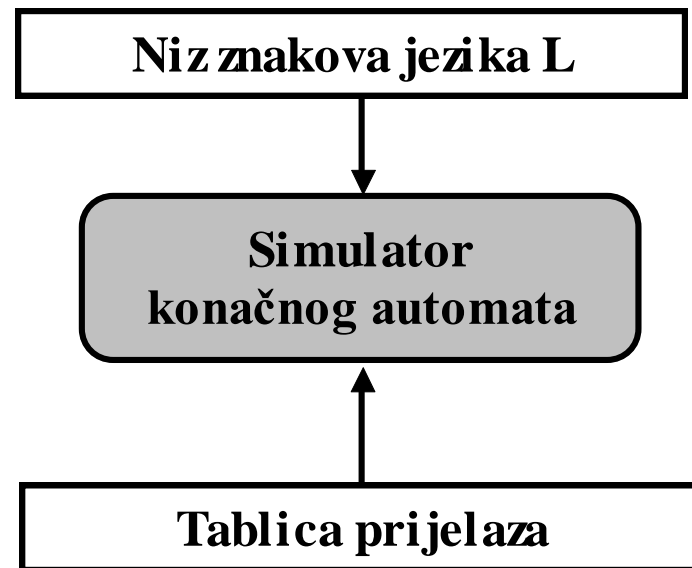 Niz znakova jezika L
Simulator
konačnog automata
Tablica prijelaza